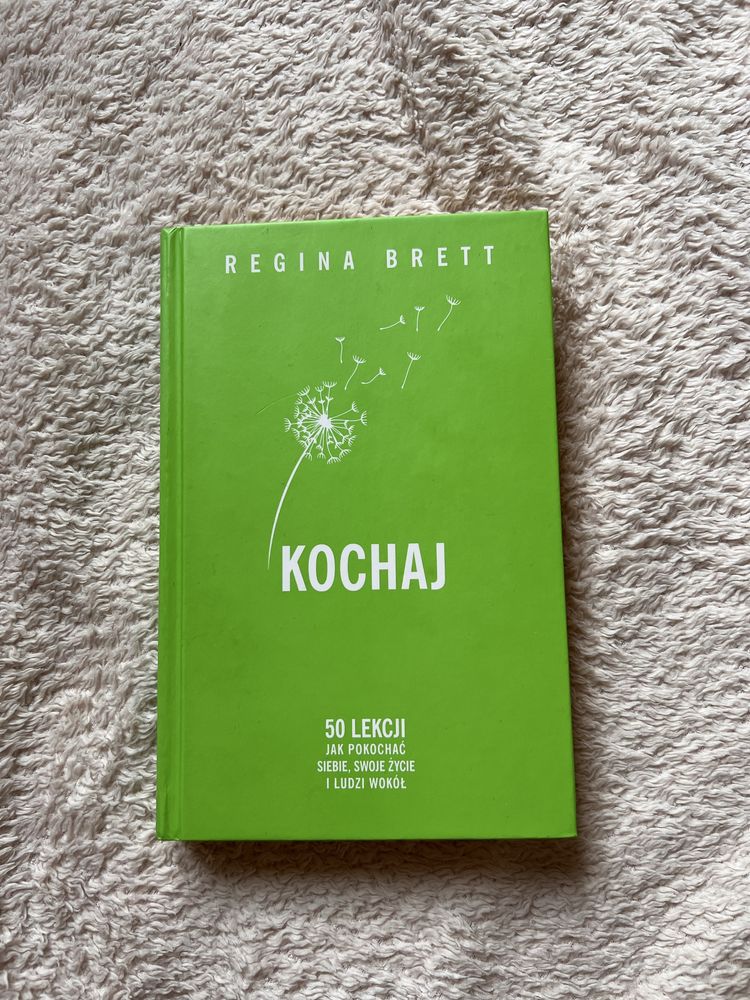 REGINA BRETT
KOCHAJ
50 LEKCJI
JAK POKOCHAĆ
SIEBIE, SWOJE ŻYCIE
I LUDZI WOKÓŁ